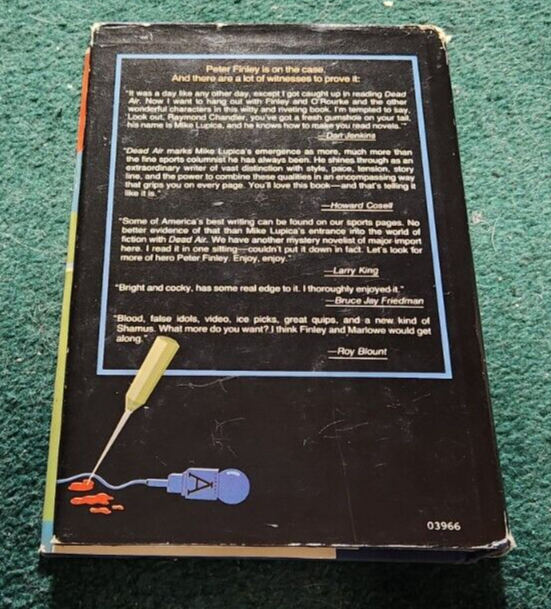 Peter Finley is on the case.
And there are a lot of witnesses to prove it:
"It was a day like any other day, except I got caught up in reading Dead
Air. Now I want to hang out with Finley and O'Rourke and the other
wonderful characters in this witty and riveting book. I'm tempted to say,
'Look out, Raymond Chandler, you've got a fresh gumshoe on your tail,
his name is Mike Lupica, and he knows how to make you read novels.'"
—Dan Jenkins
"Dead Air marks Mike Lupica's emergence as more, much more than
the fine sports columnist he has always been. He shines through as an
extraordinary writer of vast distinction with style, pace, tension, story
line, and the power to combine these qualities in an encompassing way
that grips you on every page. You'll love this book—and that's telling it
like it is."
—Howard Cosell
"Some of America's best writing can be found on our sports pages. No
better evidence of that than Mike Lupica's entrance into the world of
fiction with Dead Air. We have another mystery novelist of major import
here. I read it in one sitting—couldn't put it down in fact. Let's look for
more of hero Peter Finley. Enjoy, enjoy."
—Larry King
"Bright and cocky, has some real edge to it. I thoroughly enjoyed it."
—Bruce Jay Friedman
"Blood, false idols, video, ice picks, great quips, and a new kind of
Shamus. What more do you want? I think Finley and Marlowe would get
along."
—Roy Blount
A
03966